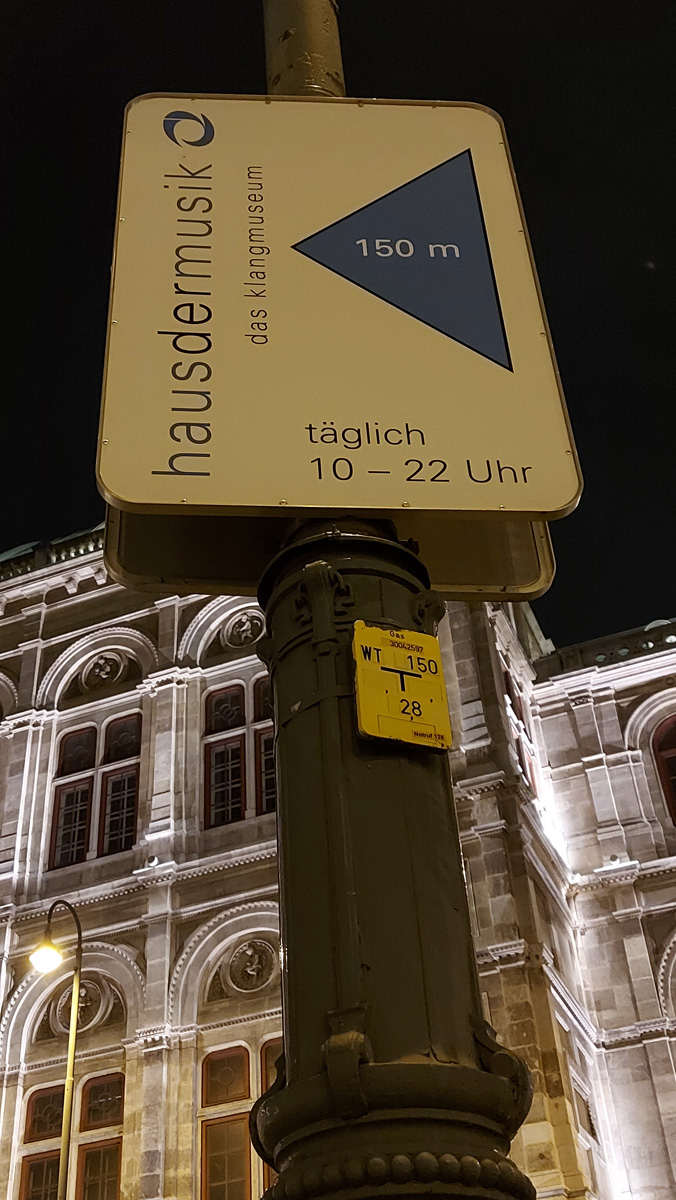 hausdermusik
das klangmuseum
150 m
täglich
10 – 22 Uhr
Gas
30042597
WT 150
28
Notruf 128